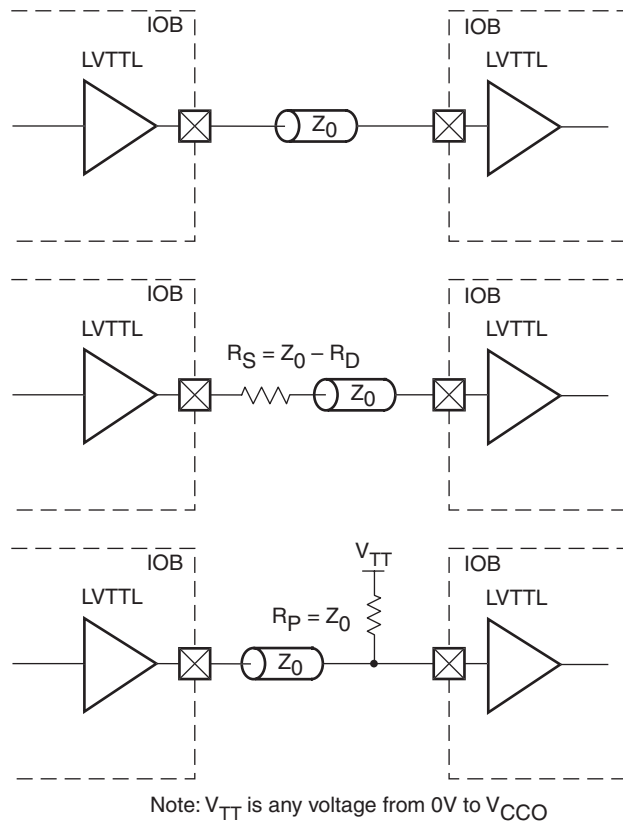 IOB
IOB
LVTTL
LVTTL
Z0
IOB
IOB
LVTTL
LVTTL
RS = Z0 – RD
Z0
IOB
IOB
VTT
LVTTL
LVTTL
RP = Z0
Z0
Note: VTT is any voltage from 0V to VCCO